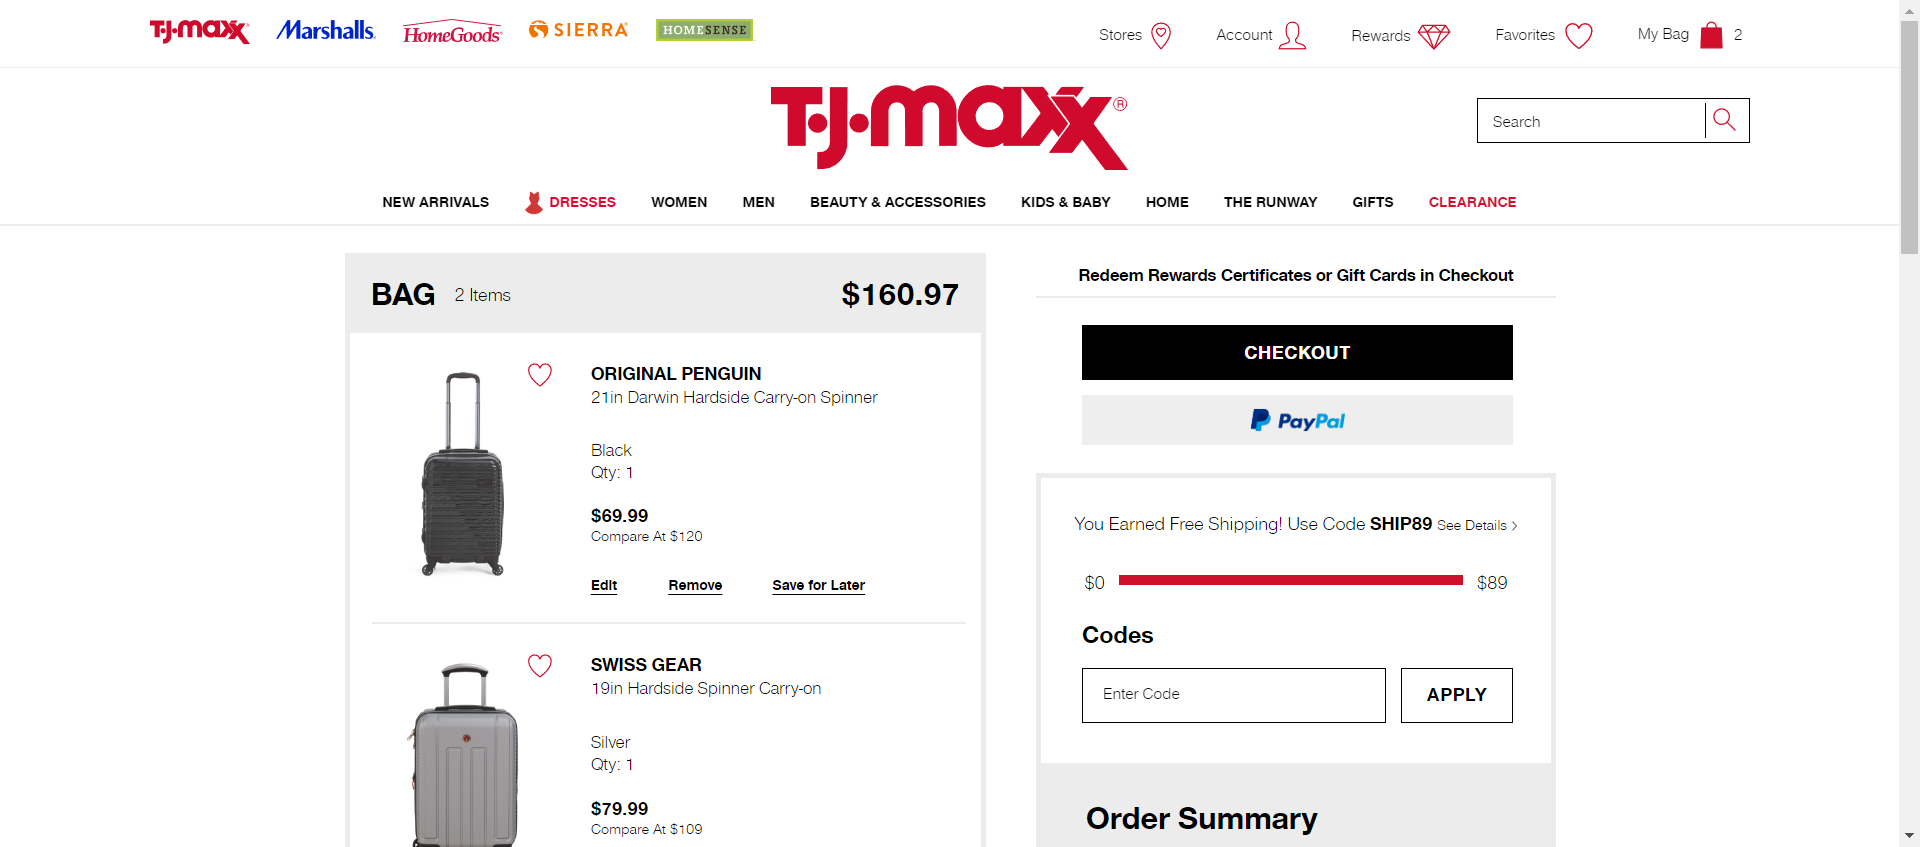 T·J·maxx
Marshalls.
HomeGoods
SIERRA
HOMESENSE
Stores
Account
Rewards
Favorites
My Bag 2
T·J·maxx®
Search
NEW ARRIVALS
DRESSES
WOMEN
MEN
BEAUTY & ACCESSORIES
KIDS & BABY
HOME
THE RUNWAY
GIFTS
CLEARANCE
BAG 2 Items $160.97
ORIGINAL PENGUIN
21in Darwin Hardside Carry-on Spinner
Black
Qty: 1
$69.99
Compare At $120
Edit Remove Save for Later
SWISS GEAR
19in Hardside Spinner Carry-on
Silver
Qty: 1
$79.99
Compare At $109
Redeem Rewards Certificates or Gift Cards in Checkout
CHECKOUT
PayPal
You Earned Free Shipping! Use Code SHIP89 See Details ›
$0 $89
Codes
Enter Code
APPLY
Order Summary